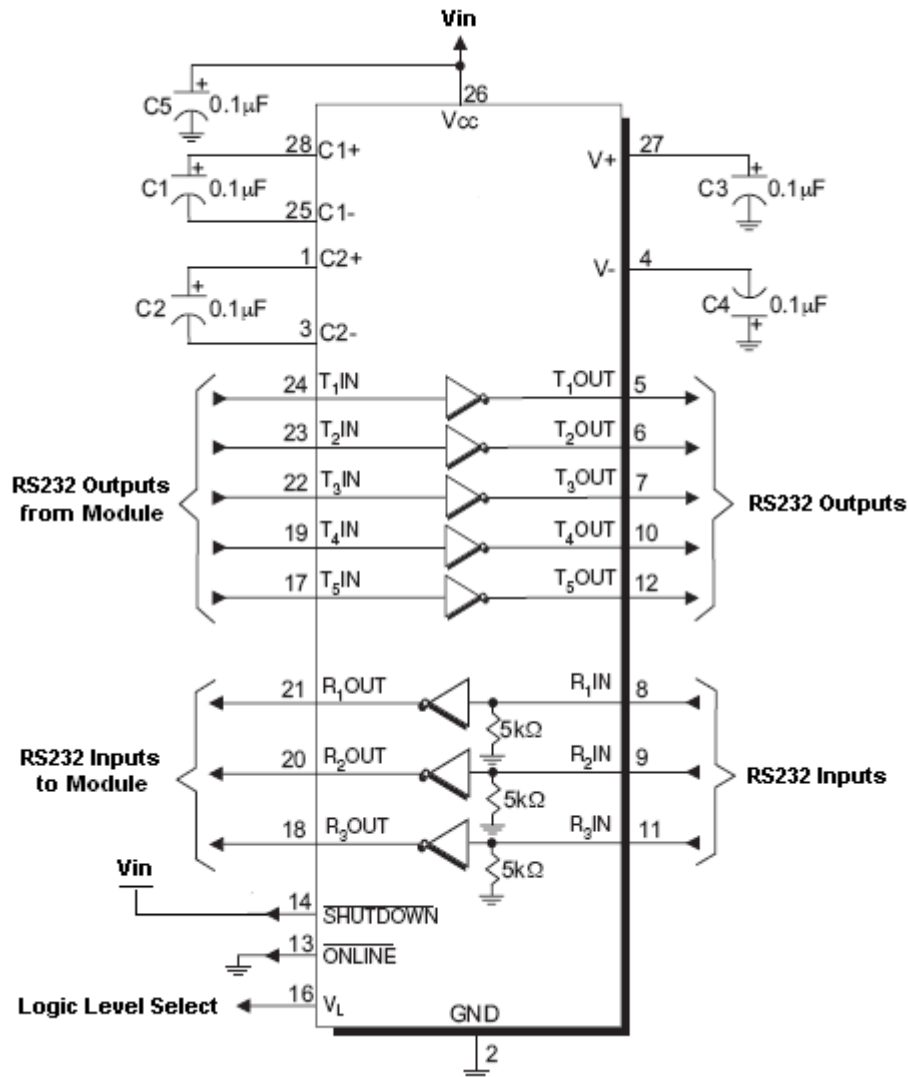 Vin
26
Vcc
C5 + 0.1µF
28 C1+
C1 + 0.1µF
25 C1-
V+ 27
C3 + 0.1µF
1 C2+
C2 + 0.1µF
3 C2-
V- 4
C4 + 0.1µF
RS232 Outputs
from Module
24 T1IN T1OUT 5
23 T2IN T2OUT 6
22 T3IN T3OUT 7
19 T4IN T4OUT 10
17 T5IN T5OUT 12
RS232 Outputs
RS232 Inputs
to Module
21 R1OUT R1IN 8
5kΩ
20 R2OUT R2IN 9
5kΩ
18 R3OUT R3IN 11
5kΩ
RS232 Inputs
Vin
14 SHUTDOWN
13 ONLINE
Logic Level Select 16 VL
GND
2